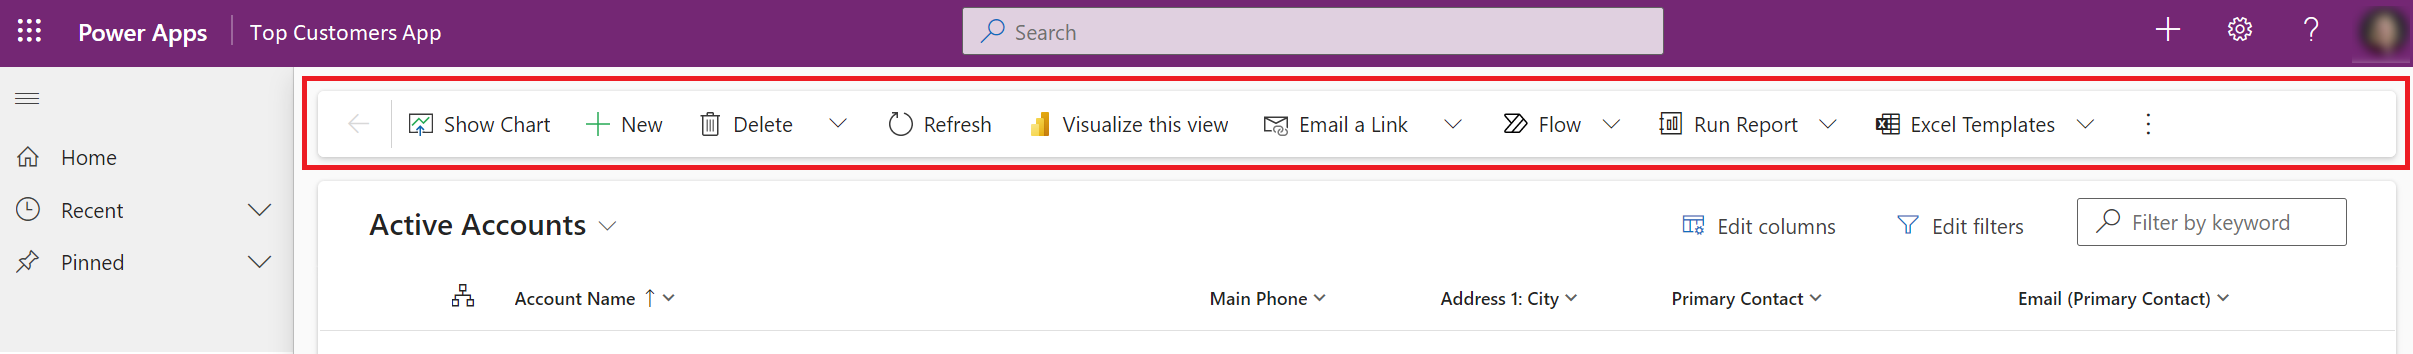 Power Apps Top Customers App Search ?
Show Chart New Delete Refresh Visualize this view Email a Link Flow Run Report Excel Templates
Home
Recent
Pinned
Active Accounts Edit columns Edit filters Filter by keyword
Account Name Main Phone Address 1: City Primary Contact Email (Primary Contact)